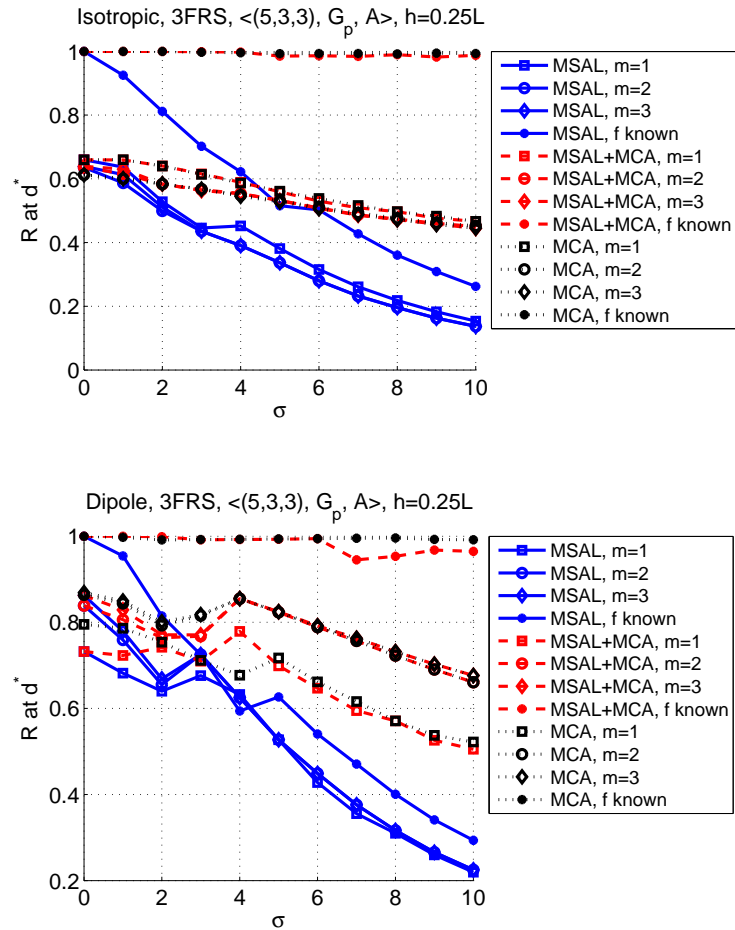 Isotropic, 3FRS, <(5,3,3), Gp, A>, h=0.25L
R at d*
1
0.8
0.6
0.4
0.2
0
0 2 4 6 8 10
σ
MSAL, m=1
MSAL, m=2
MSAL, m=3
MSAL, f known
MSAL+MCA, m=1
MSAL+MCA, m=2
MSAL+MCA, m=3
MSAL+MCA, f known
MCA, m=1
MCA, m=2
MCA, m=3
MCA, f known
Dipole, 3FRS, <(5,3,3), Gp, A>, h=0.25L
R at d*
1
0.8
0.6
0.4
0.2
0 2 4 6 8 10
σ
MSAL, m=1
MSAL, m=2
MSAL, m=3
MSAL, f known
MSAL+MCA, m=1
MSAL+MCA, m=2
MSAL+MCA, m=3
MSAL+MCA, f known
MCA, m=1
MCA, m=2
MCA, m=3
MCA, f known